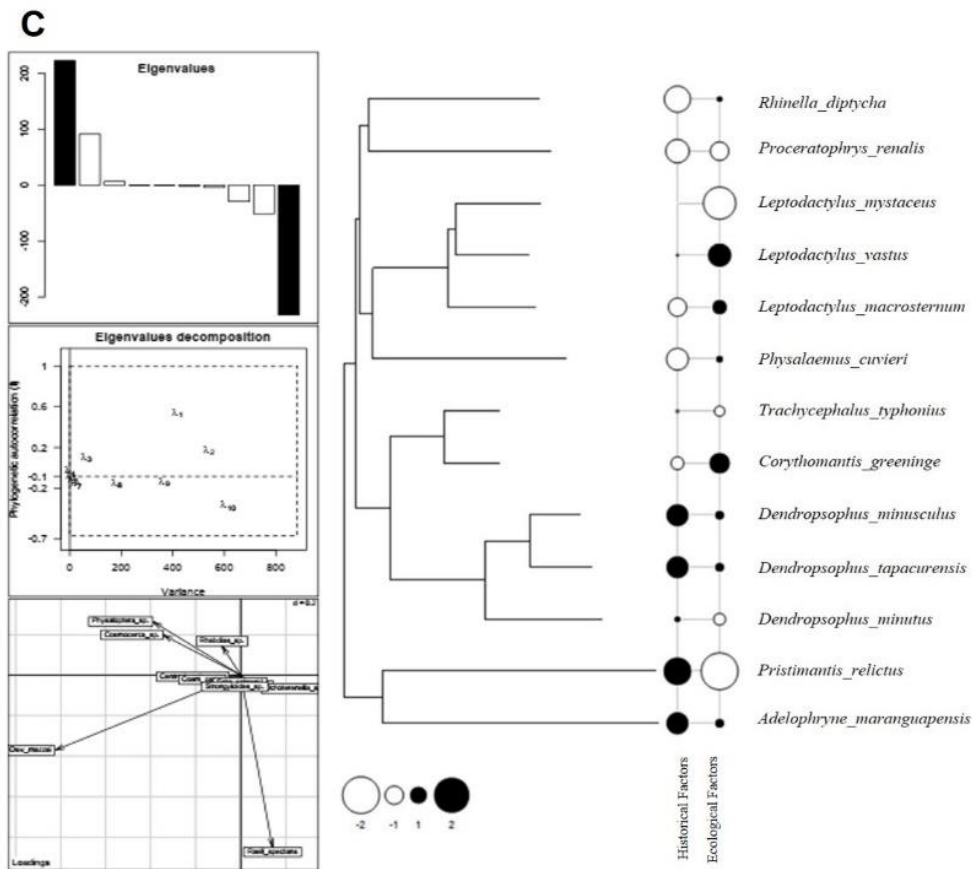 C
Eigenvalues
200
100
0
-100
-200
Eigenvalues decomposition
Phylogenetic autocorrelation (I)
1
0.6
0.2
-0.1
-0.2
-0.7
λ1
λ2
λ3
λ7
λ8
λ9
λ10
0 200 400 600 800
Variance
d = 0.2
Physaloptera_sp.
Cosmocerca_sp.
Rhabdias_sp.
Strongyloides_sp.
Oxy_mazzai
Raill_spectans
Loadings
Rhinella_diptycha
Proceratophrys_renalis
Leptodactylus_mystaceus
Leptodactylus_vastus
Leptodactylus_macrosternum
Physalaemus_cuvieri
Trachycephalus_typhonius
Corythomantis_greeninge
Dendropsophus_minusculus
Dendropsophus_tapacurensis
Dendropsophus_minutus
Pristimantis_relictus
Adelophryne_maranguapensis
Historical Factors
Ecological Factors
-2 -1 1 2